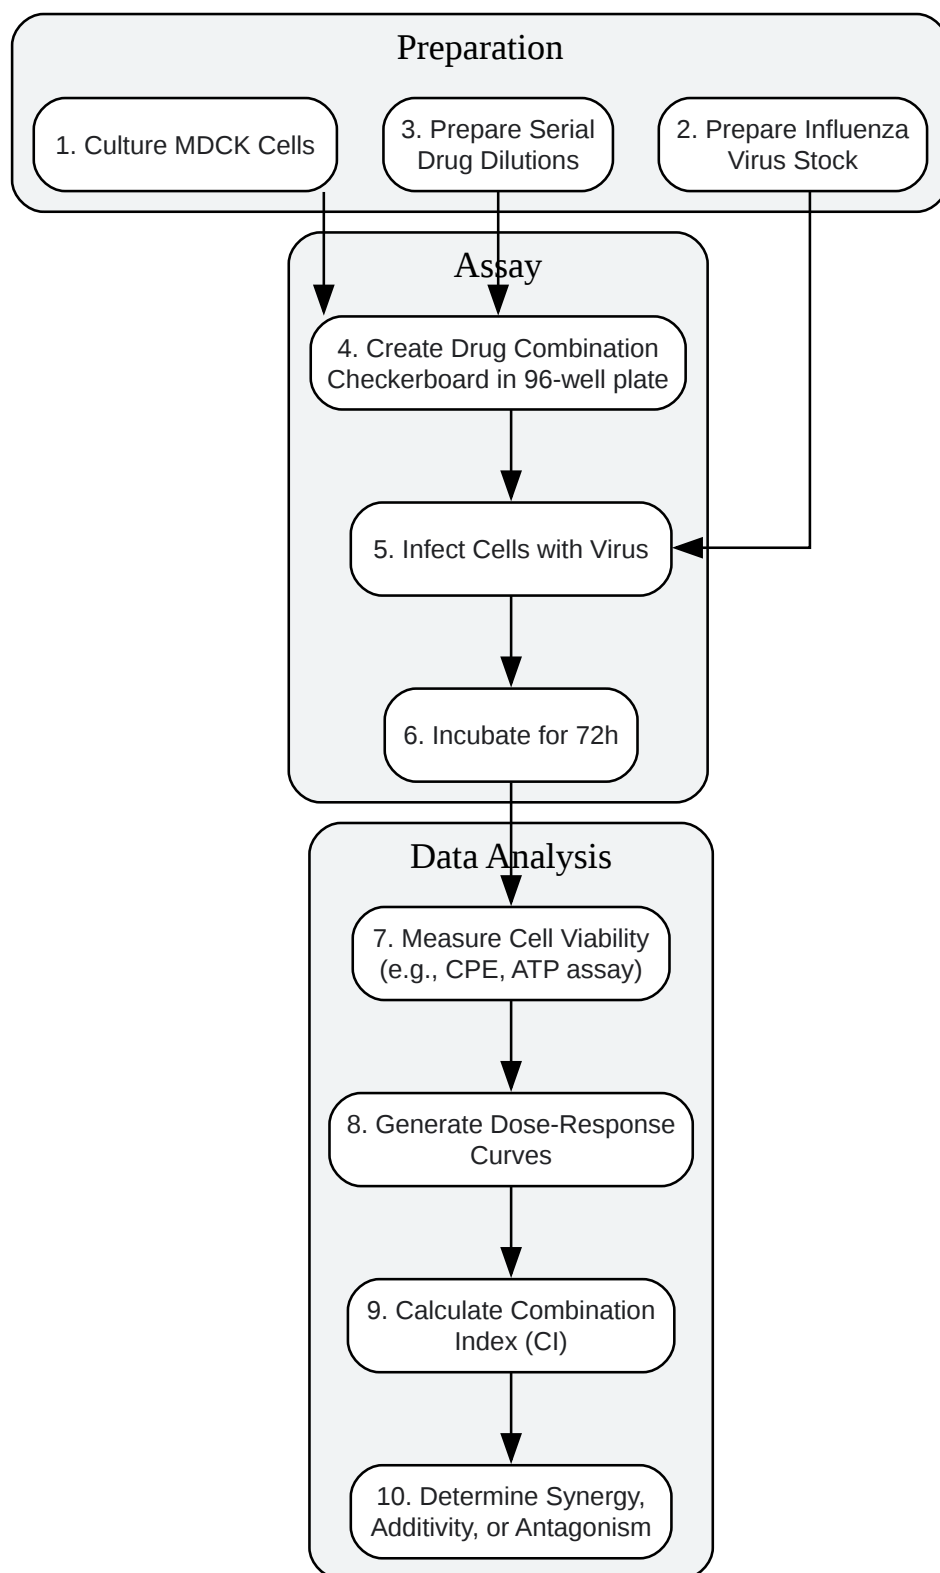 Preparation
1. Culture MDCK Cells
3. Prepare Serial
Drug Dilutions
2. Prepare Influenza
Virus Stock
Assay
4. Create Drug Combination
Checkerboard in 96-well plate
5. Infect Cells with Virus
6. Incubate for 72h
Data Analysis
7. Measure Cell Viability
(e.g., CPE, ATP assay)
8. Generate Dose-Response
Curves
9. Calculate Combination
Index (CI)
10. Determine Synergy,
Additivity, or Antagonism